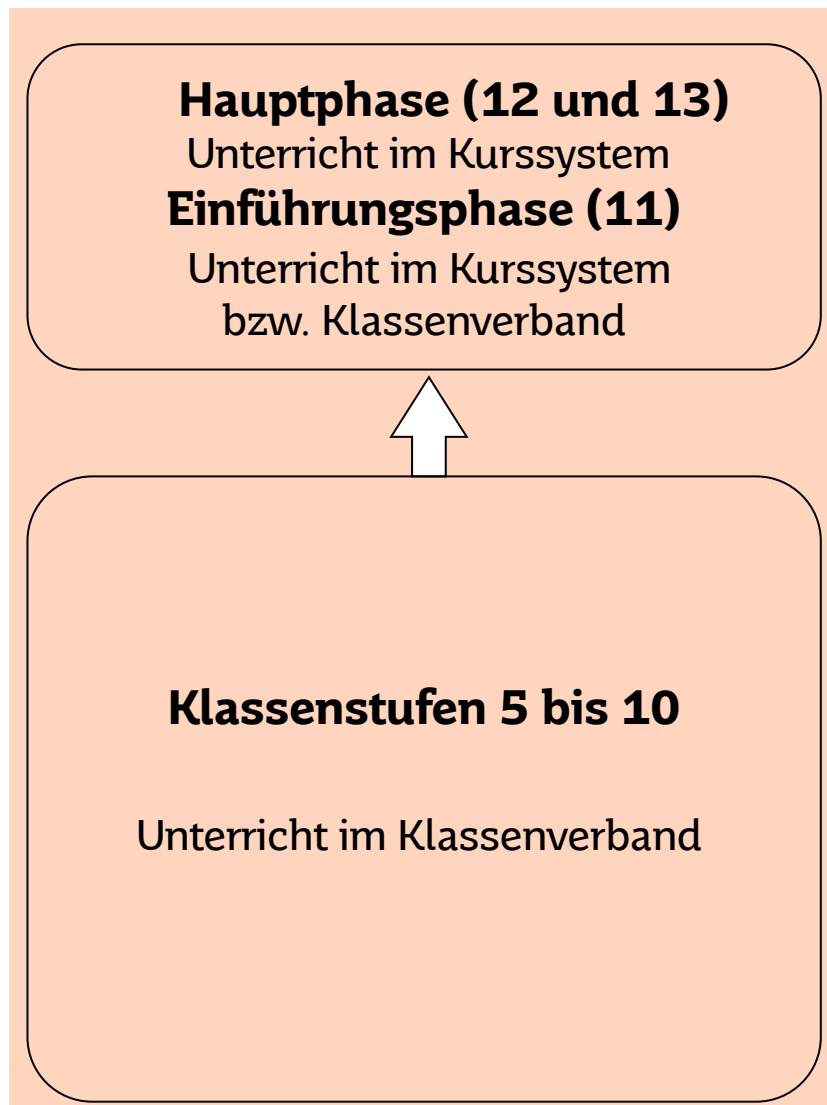 Hauptphase (12 und 13)
Unterricht im Kurssystem
Einführungsphase (11)
Unterricht im Kurssystem
bzw. Klassenverband
Klassenstufen 5 bis 10
Unterricht im Klassenverband